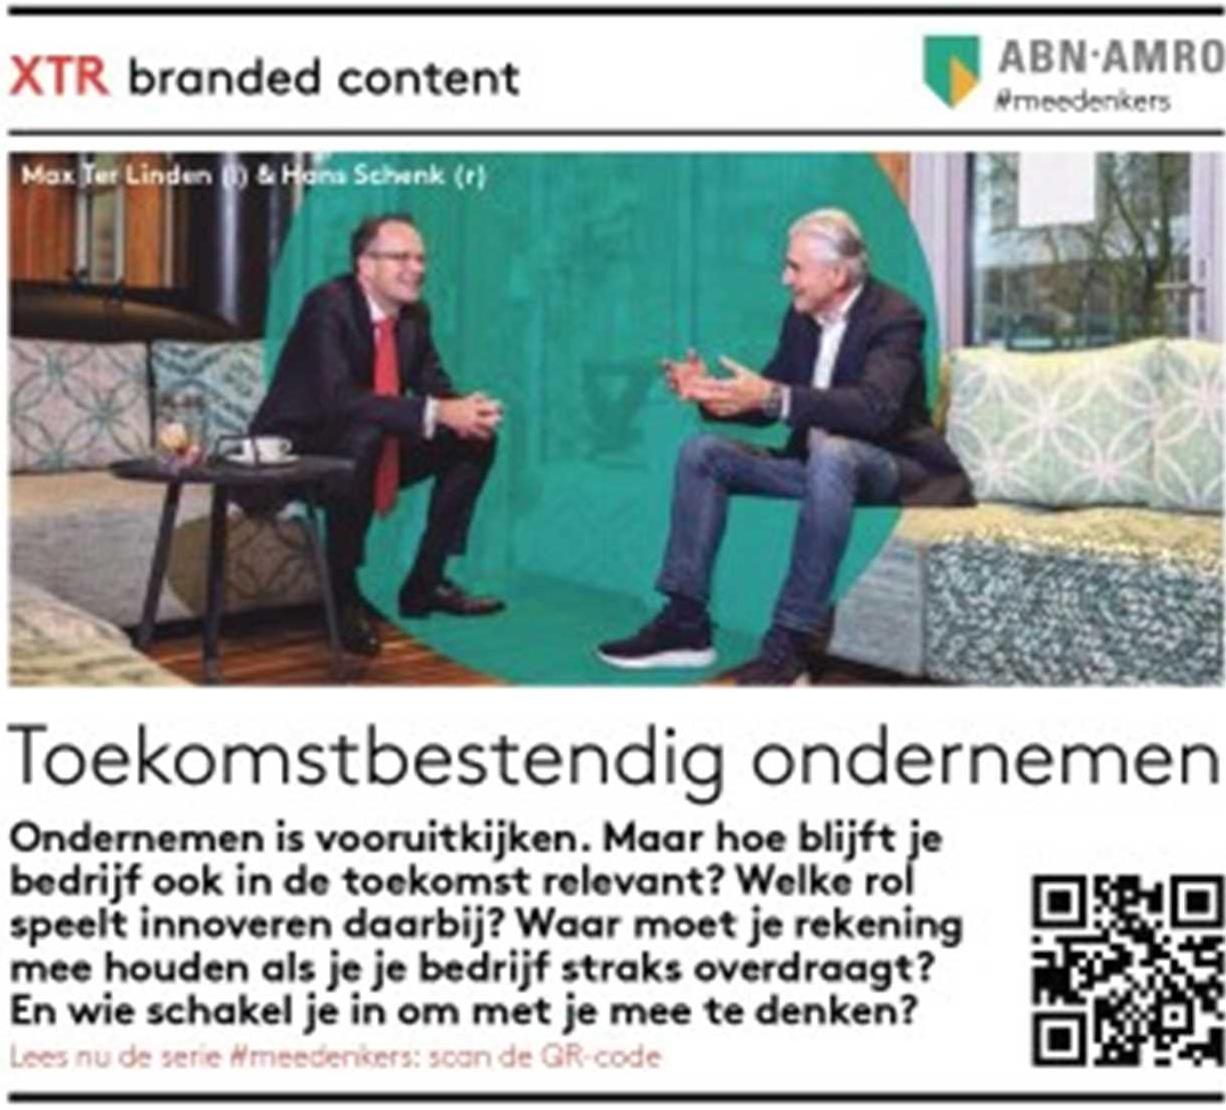 XTR branded content
ABN·AMRO
#meedenkers
Max Ter Linden (l) & Hans Schenk (r)
Toekomstbestendig ondernemen
Ondernemen is vooruitkijken. Maar hoe blijft je
bedrijf ook in de toekomst relevant? Welke rol
speelt innoveren daarbij? Waar moet je rekening
mee houden als je je bedrijf straks overdraagt?
En wie schakel je in om met je mee te denken?
Lees nu de serie #meedenkers: scan de QR-code